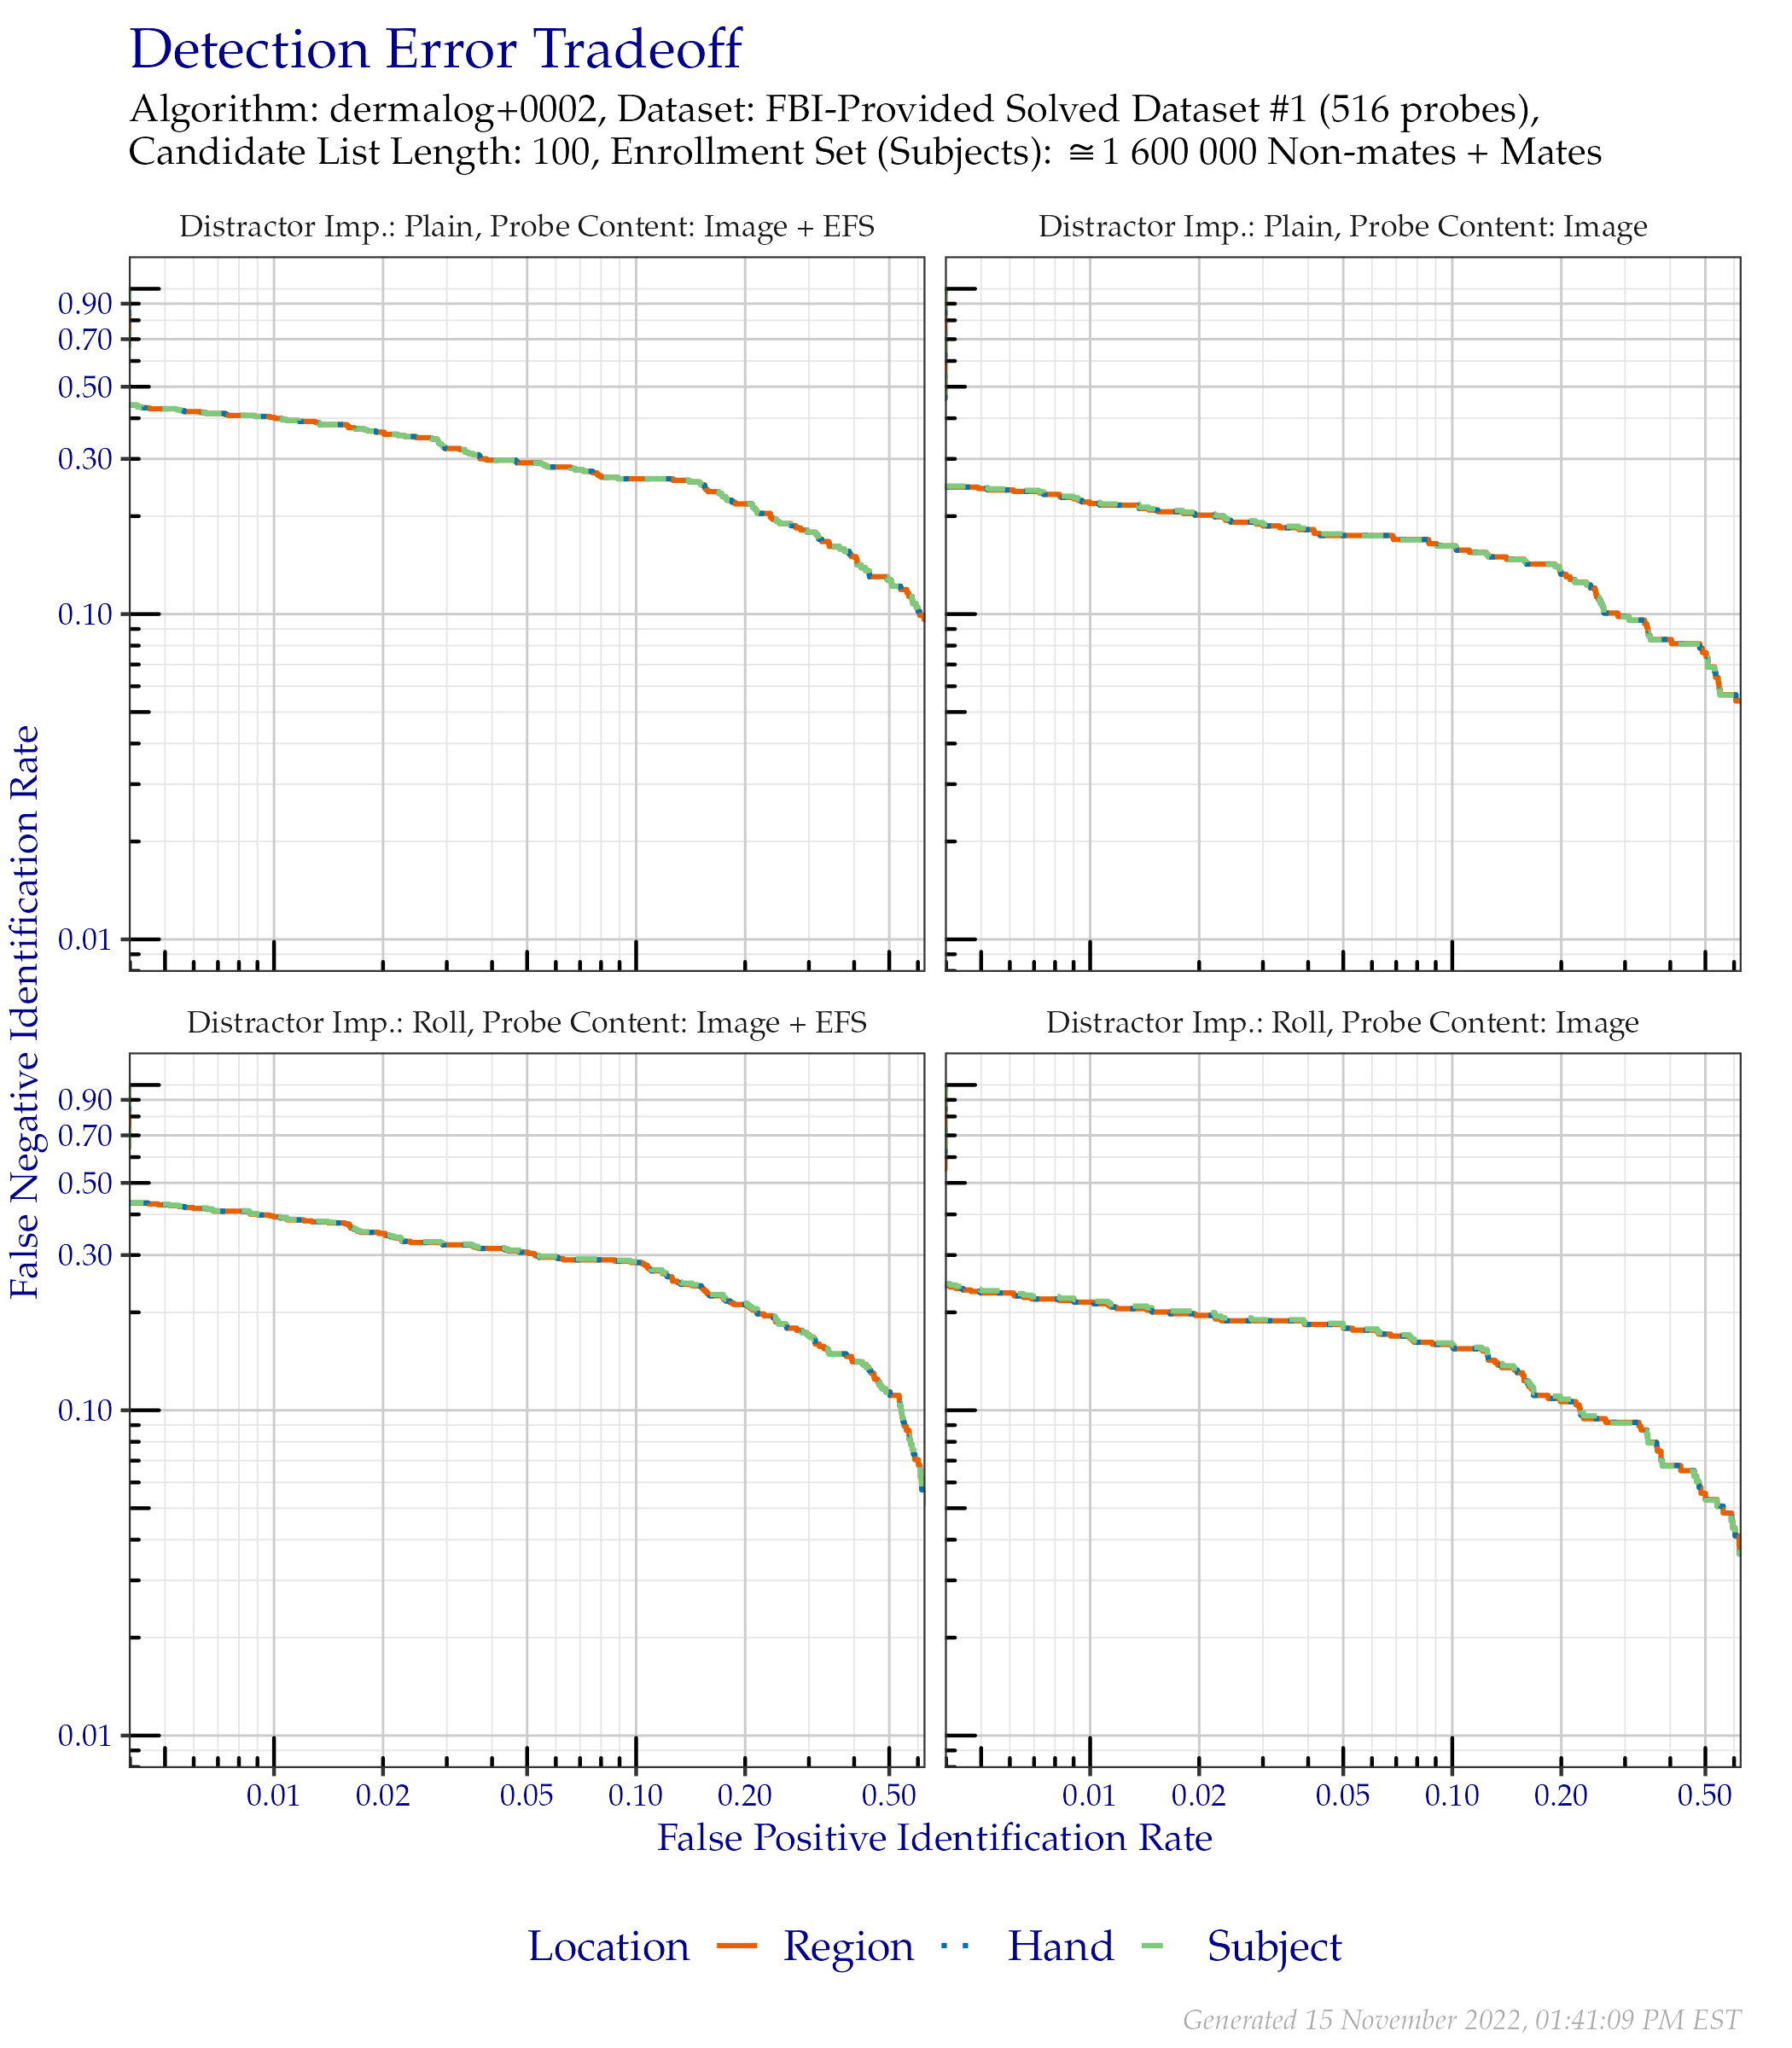 Detection Error Tradeoff
Algorithm: dermalog+0002, Dataset: FBI-Provided Solved Dataset #1 (516 probes),
Candidate List Length: 100, Enrollment Set (Subjects): ≅ 1 600 000 Non-mates + Mates
Distractor Imp.: Plain, Probe Content: Image + EFS
Distractor Imp.: Plain, Probe Content: Image
0.90
0.70
0.50
0.30
0.10
0.01
False Negative Identification Rate
Distractor Imp.: Roll, Probe Content: Image + EFS
Distractor Imp.: Roll, Probe Content: Image
0.90
0.70
0.50
0.30
0.10
0.01
0.01 0.02 0.05 0.10 0.20 0.50
0.01 0.02 0.05 0.10 0.20 0.50
False Positive Identification Rate
Location Region Hand Subject
Generated 15 November 2022, 01:41:09 PM EST